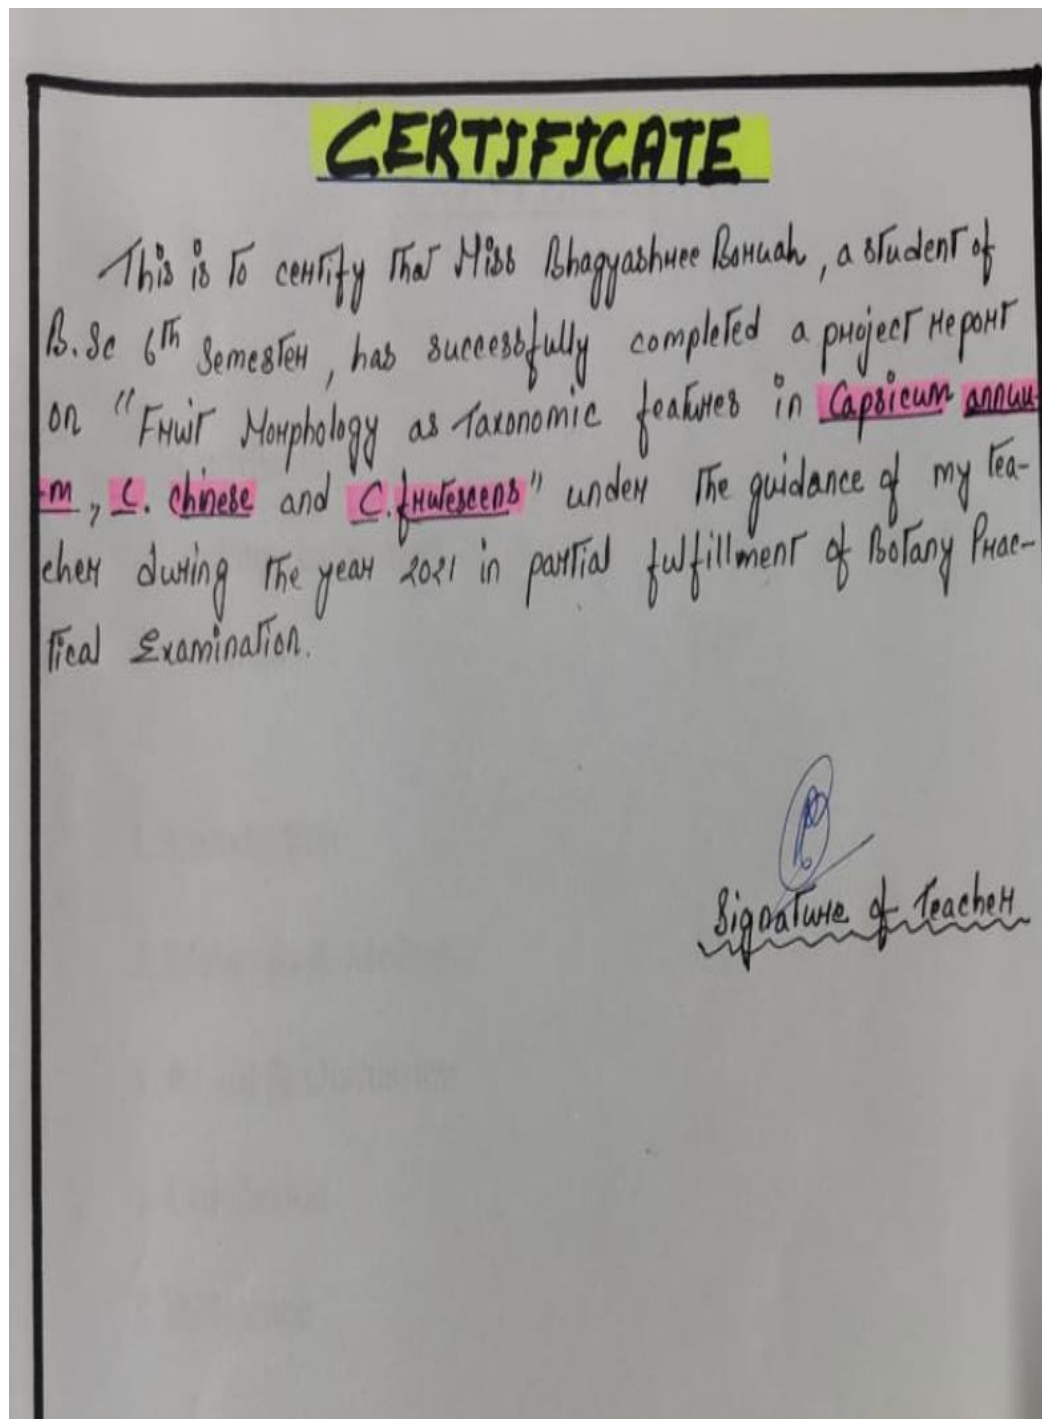 CERTIFICATE
This is to certify that Miss Bhagyashree Boruah, a student of
B.Sc 6th Semester, has successfully completed a project report
on "Fruit Morphology as Taxonomic features in Capsicum annuu-
-m, C. chinese and C. frutescens" under the guidance of my tea-
cher during the year 2021 in partial fulfillment of Botany Prac-
tical Examination.
Signature of Teacher